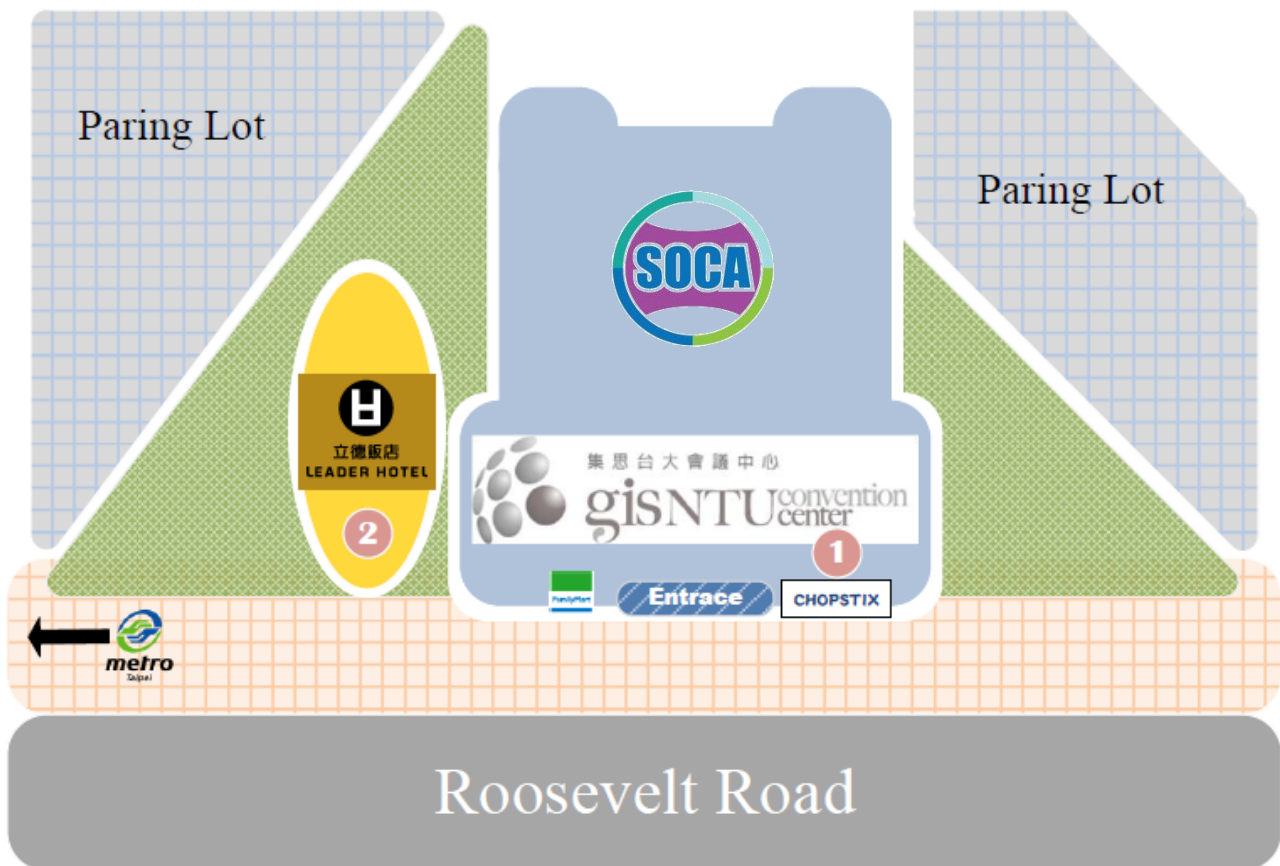 Paring Lot
Paring Lot
SOCA
立德飯店
LEADER HOTEL
2
集思台大會議中心
gisNTU convention center
1
FamilyMart
Entrace
CHOPSTIX
metro
Taipei
Roosevelt Road